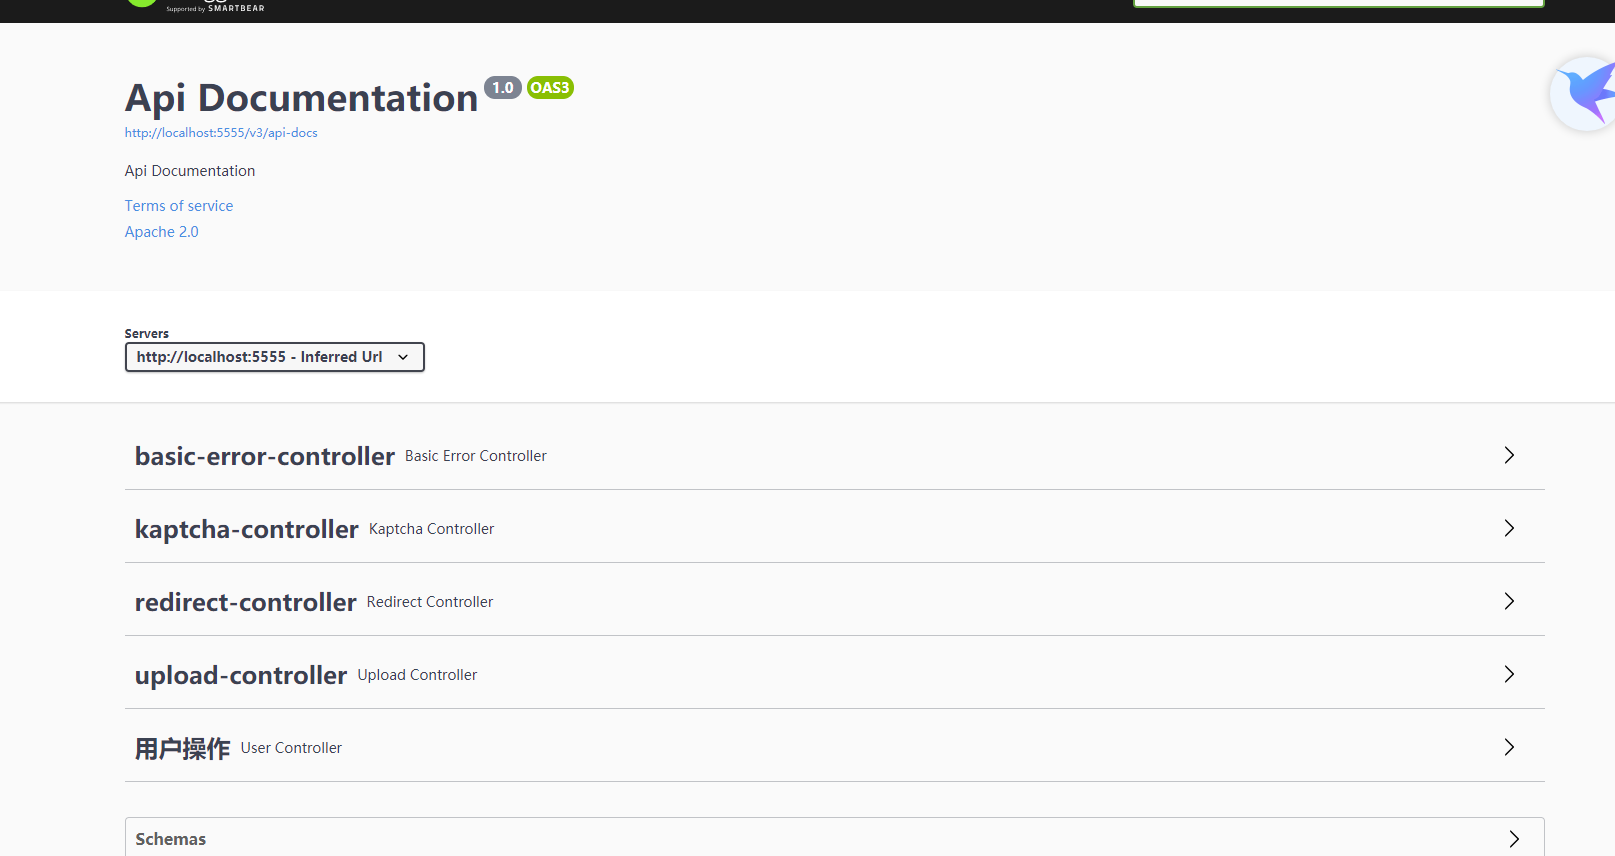 Supported by SMARTBEAR
Api Documentation 1.0 OAS3
http://localhost:5555/v3/api-docs
Api Documentation
Terms of service
Apache 2.0
Servers
http://localhost:5555 - Inferred Url
basic-error-controller Basic Error Controller
kaptcha-controller Kaptcha Controller
redirect-controller Redirect Controller
upload-controller Upload Controller
用户操作 User Controller
Schemas